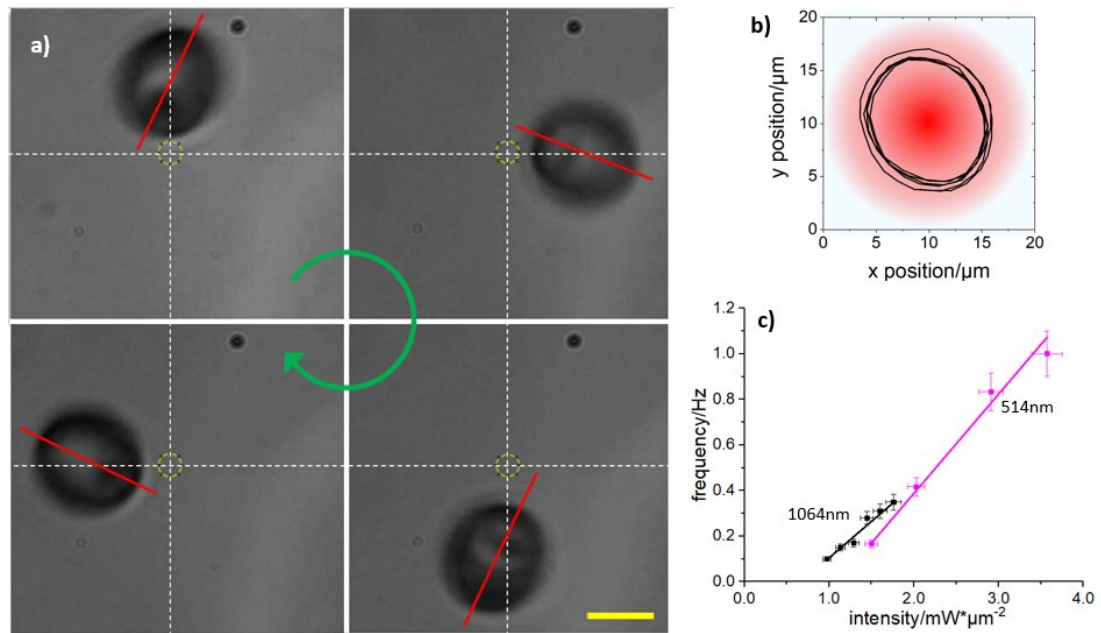 a)
b)
20
15
10
5
0
y position/µm
0 5 10 15 20
x position/µm
c)
1.2
1.0
0.8
0.6
0.4
0.2
0.0
frequency/Hz
514nm
1064nm
0.0 1.0 2.0 3.0 4.0
intensity/mW*µm⁻²